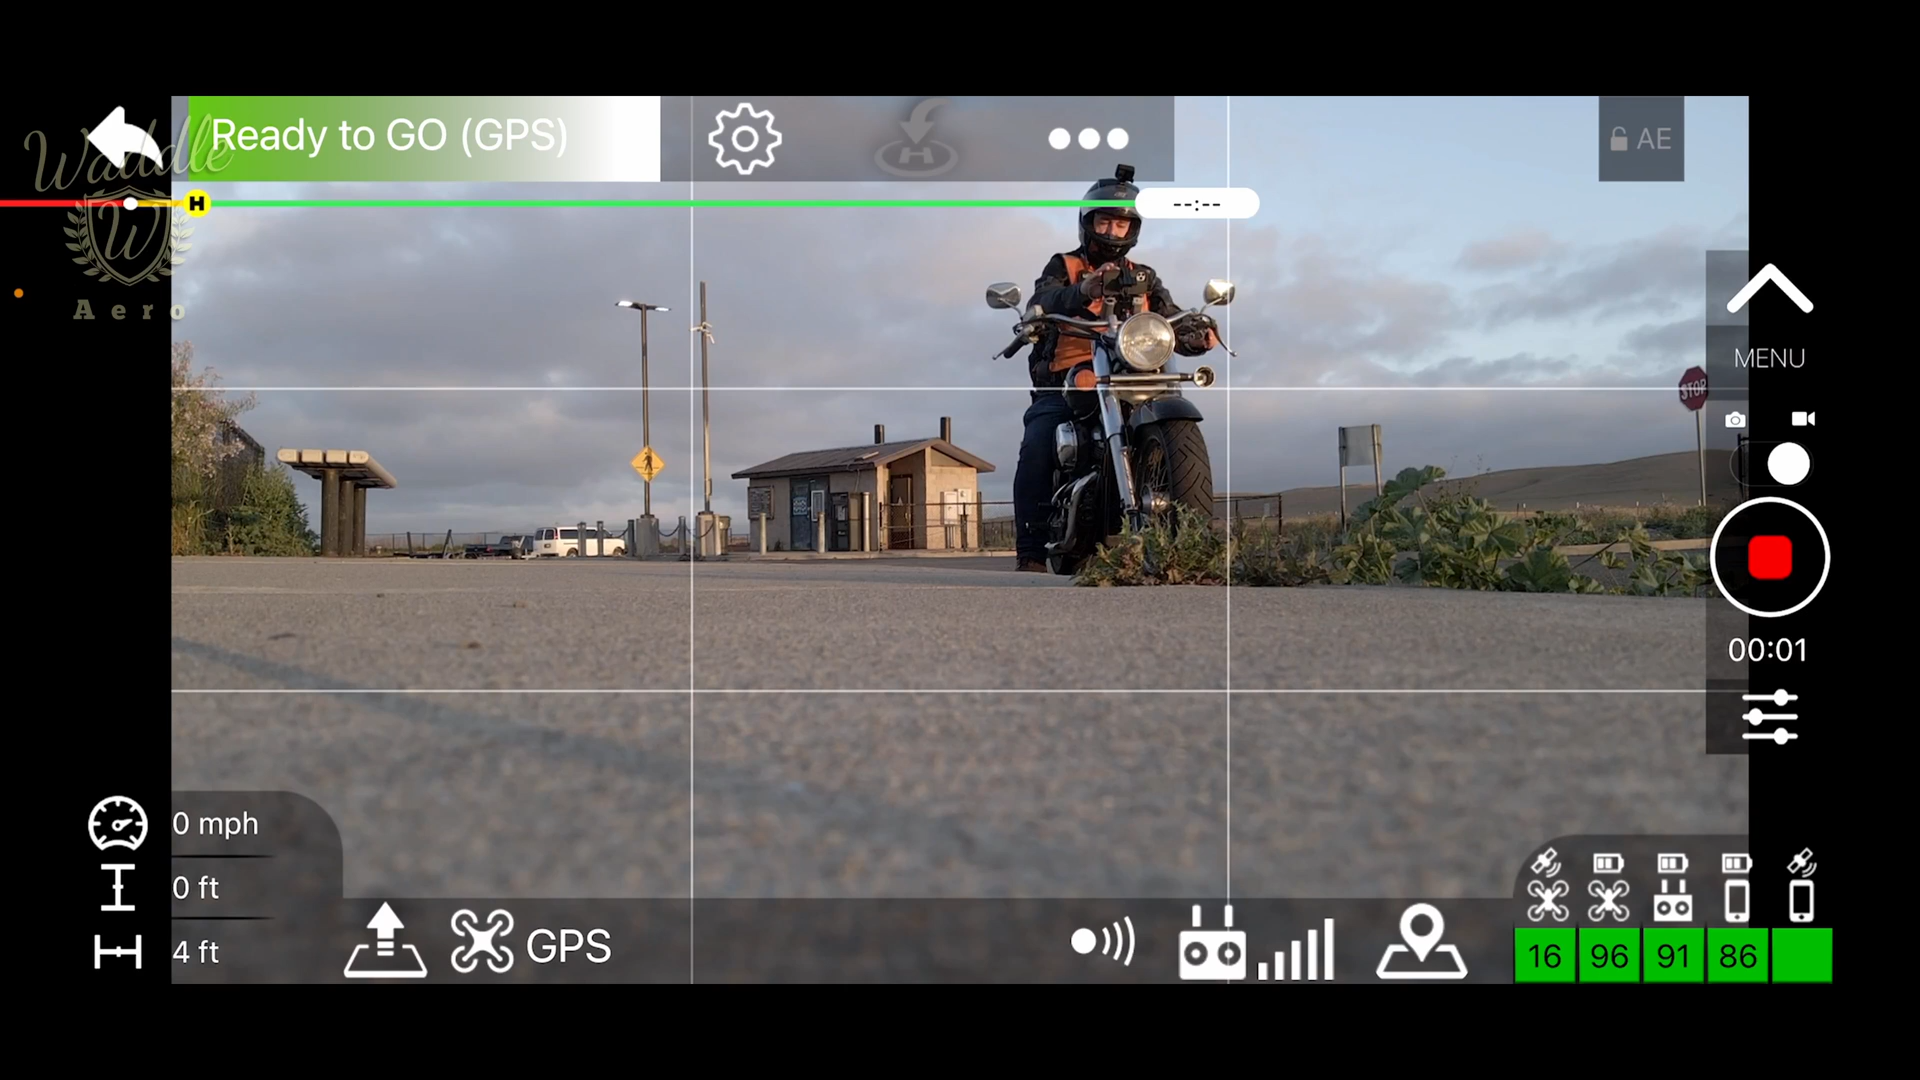 Ready to GO (GPS)
AE
Waddle
W
Aero
H
--:--
MENU
STOP
00:01
0 mph
0 ft
4 ft
GPS
16 96 91 86